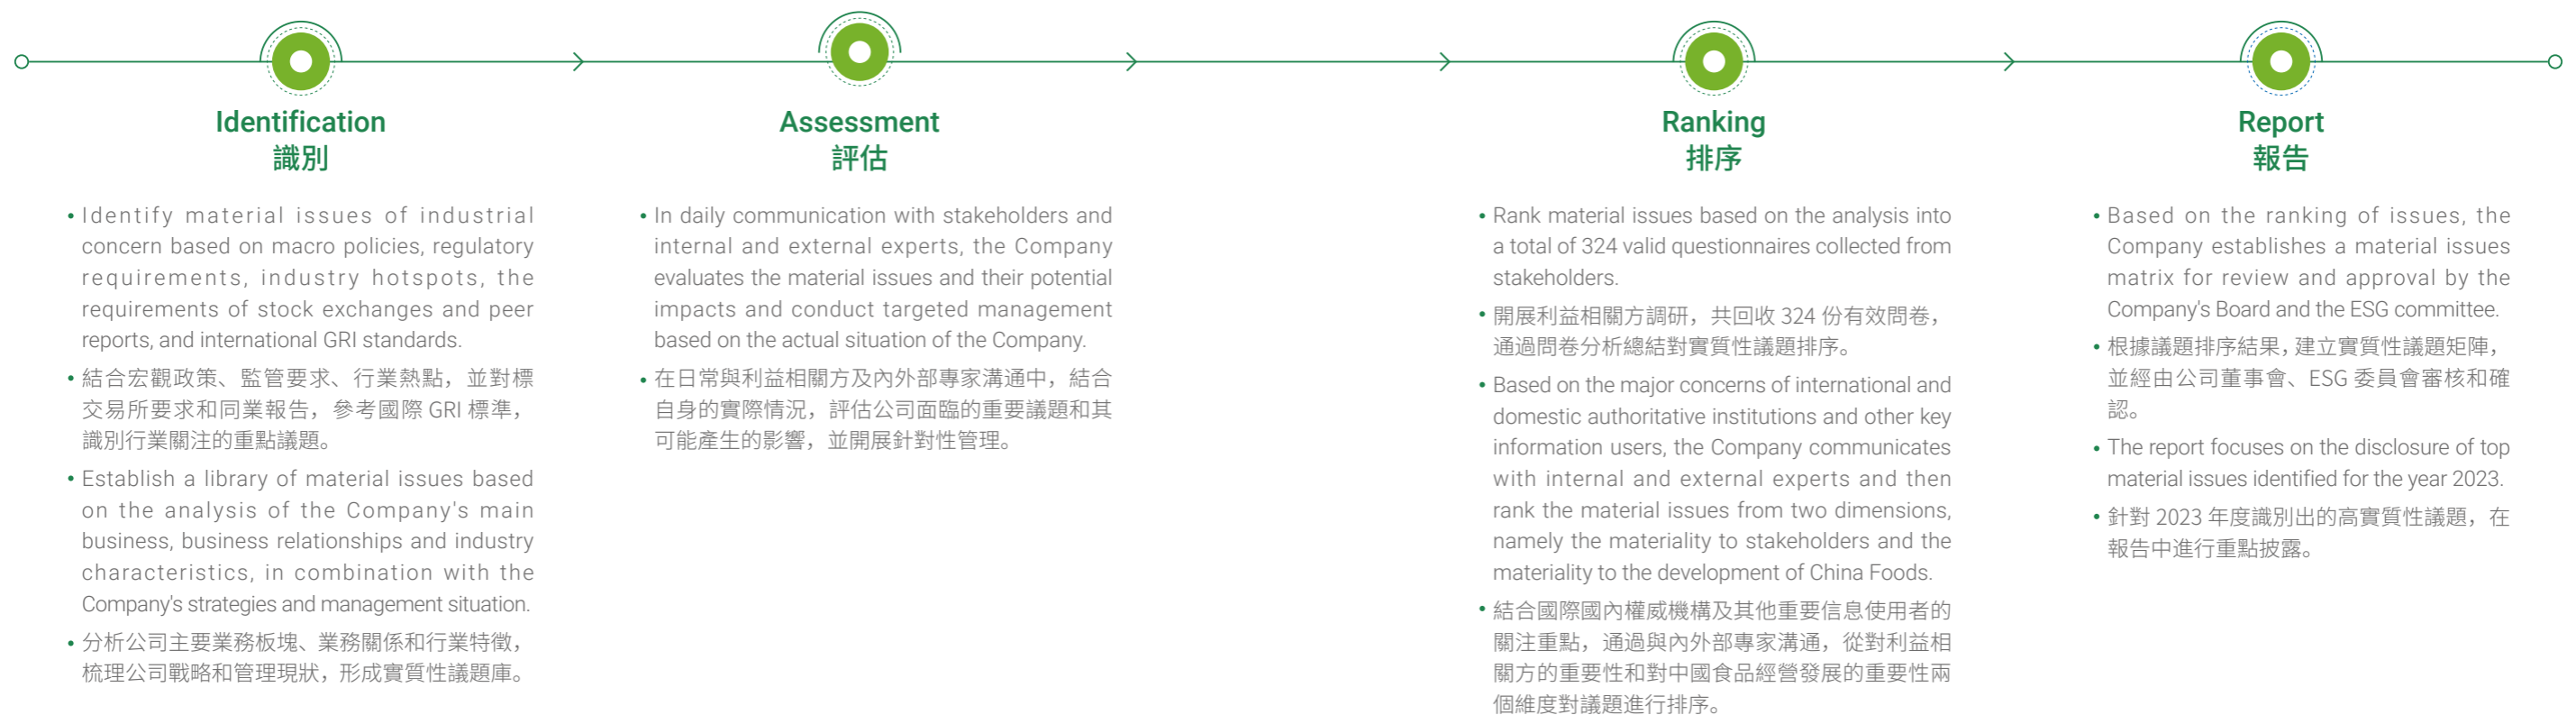 Identification
識別
• Identify material issues of industrial
concern based on macro policies, regulatory
requirements, industry hotspots, the
requirements of stock exchanges and peer
reports, and international GRI standards.
• 結合宏觀政策、監管要求、行業熱點，並對標
交易所要求和同業報告，參考國際 GRI 標準，
識別行業關注的重點議題。
• Establish a library of material issues based
on the analysis of the Company's main
business, business relationships and industry
characteristics, in combination with the
Company's strategies and management situation.
• 分析公司主要業務板塊、業務關係和行業特徵，
梳理公司戰略和管理現狀，形成實質性議題庫。
Assessment
評估
• In daily communication with stakeholders and
internal and external experts, the Company
evaluates the material issues and their potential
impacts and conduct targeted management
based on the actual situation of the Company.
• 在日常與利益相關方及內外部專家溝通中，結合
自身的實際情況，評估公司面臨的重要議題和其
可能產生的影響，並開展針對性管理。
Ranking
排序
• Rank material issues based on the analysis into
a total of 324 valid questionnaires collected from
stakeholders.
• 開展利益相關方調研，共回收 324 份有效問卷，
通過問卷分析總結對實質性議題排序。
• Based on the major concerns of international and
domestic authoritative institutions and other key
information users, the Company communicates
with internal and external experts and then
rank the material issues from two dimensions,
namely the materiality to stakeholders and the
materiality to the development of China Foods.
• 結合國際國內權威機構及其他重要信息使用者的
關注重點，通過與內外部專家溝通，從對利益相
關方的重要性和對中國食品經營發展的重要性兩
個維度對議題進行排序。
Report
報告
• Based on the ranking of issues, the
Company establishes a material issues
matrix for review and approval by the
Company's Board and the ESG committee.
• 根據議題排序結果，建立實質性議題矩陣，
並經由公司董事會、ESG 委員會審核和確
認。
• The report focuses on the disclosure of top
material issues identified for the year 2023.
• 針對 2023 年度識別出的高實質性議題，在
報告中進行重點披露。